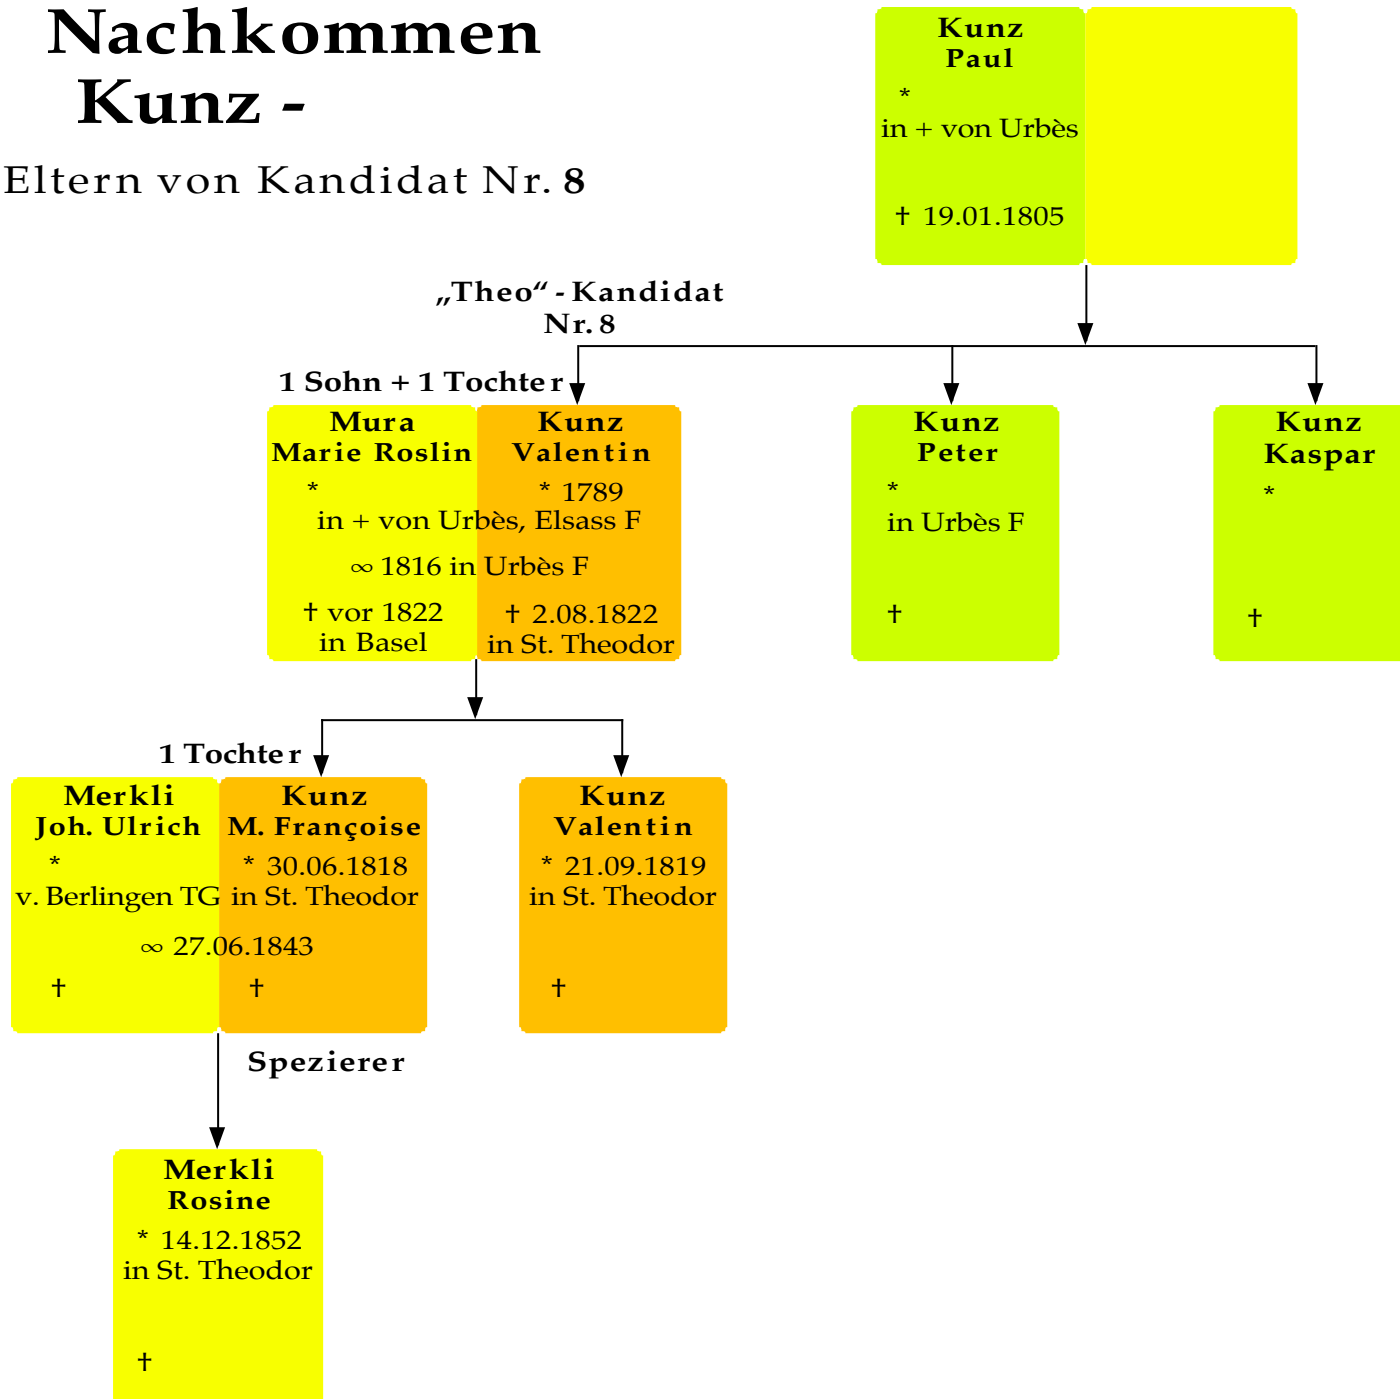 Nachkommen
Kunz -
Eltern von Kandidat Nr. 8
Kunz
Paul
*
in + von Urbès
† 19.01.1805
„Theo“ - Kandidat
Nr. 8
1 Sohn + 1 Tochter
Mura
Marie Roslin
*
Kunz
Valentin
* 1789
in + von Urbès, Elsass F
∞ 1816 in Urbès F
† vor 1822
in Basel
† 2.08.1822
in St. Theodor
Kunz
Peter
*
in Urbès F
†
Kunz
Kaspar
*
†
1 Tochter
Merkli
Joh. Ulrich
*
v. Berlingen TG
Kunz
M. Françoise
* 30.06.1818
in St. Theodor
∞ 27.06.1843
†
†
Kunz
Valentin
* 21.09.1819
in St. Theodor
†
Spezierer
Merkli
Rosine
* 14.12.1852
in St. Theodor
†